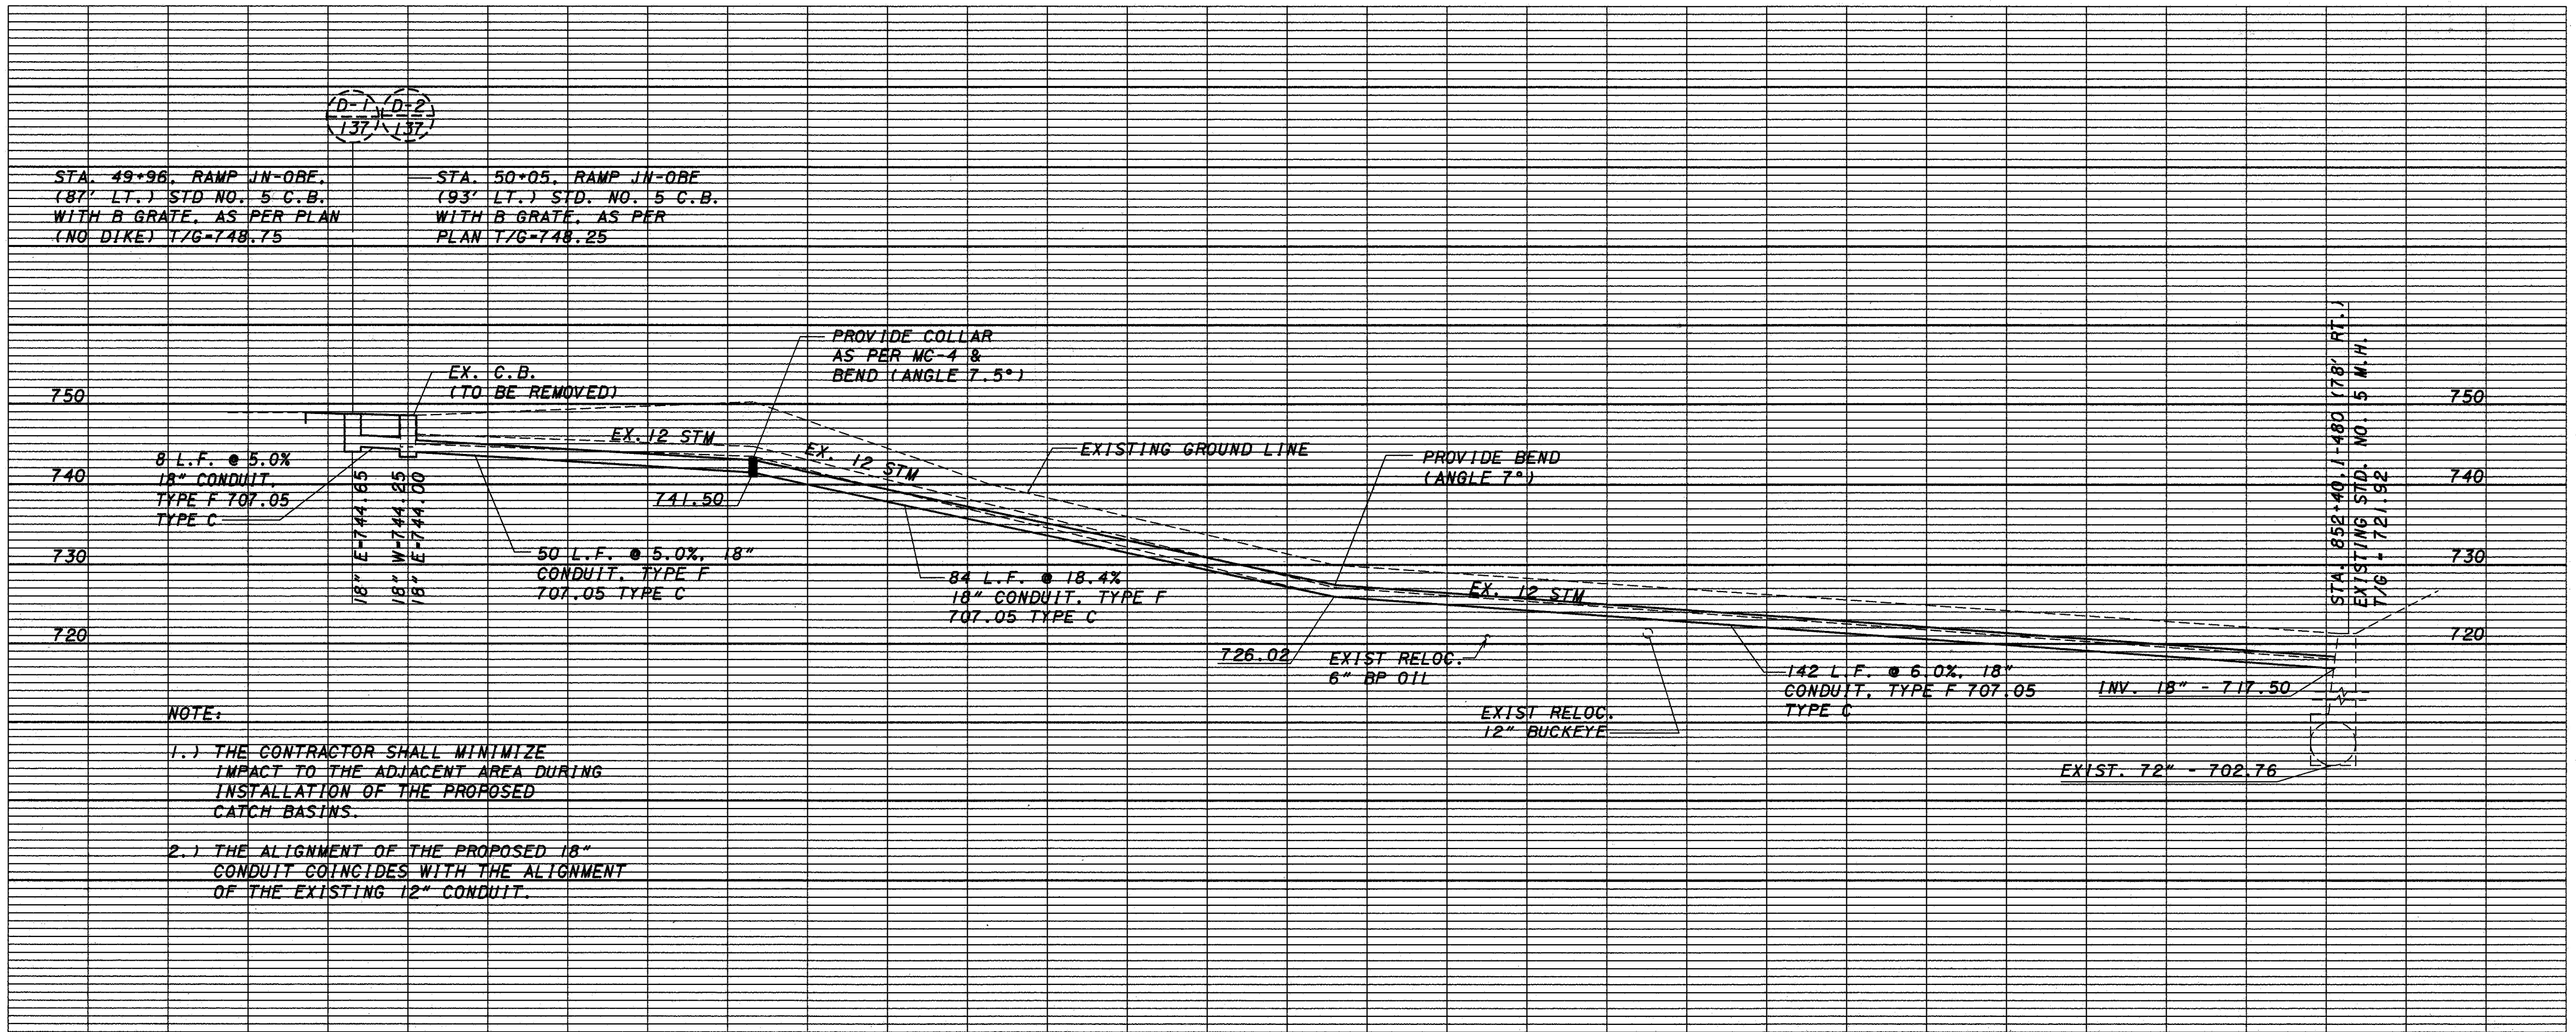 D-1
137
D-2
137
STA. 49+96, RAMP JN-OBE,
(87' LT.) STD NO. 5 C.B.
WITH B GRATE, AS PER PLAN
(NO DIKE) T/G=748.75
STA. 50+05, RAMP JN-OBE
(93' LT.) STD. NO. 5 C.B.
WITH B GRATE, AS PER
PLAN T/G=748.25
PROVIDE COLLAR
AS PER MC-4 &
BEND (ANGLE 7.5°)
EX. C.B.
(TO BE REMOVED)
750
750
EX. 12 STM
EX. 12 STM
EXISTING GROUND LINE
PROVIDE BEND
(ANGLE 7°)
STA. 852+40, I-480 (78' RT.)
EXISTING STD. NO. 5 M.H.
T/G = 721.92
8 L.F. @ 5.0%
18" CONDUIT,
TYPE F 707.05
TYPE C
740
740
18" E-744.65
18" W-744.25
18" E-744.00
741.50
730
730
50 L.F. @ 5.0%, 18"
CONDUIT, TYPE F
707.05 TYPE C
84 L.F. @ 18.4%
18" CONDUIT, TYPE F
707.05 TYPE C
EX. 12 STM
720
720
726.02
EXIST RELOC.
6" BP OIL
142 L.F. @ 6.0%, 18"
CONDUIT, TYPE F 707.05
TYPE C
INV. 18" - 717.50
EXIST RELOC.
12" BUCKEYE
EXIST. 72" - 702.76
NOTE:
1.) THE CONTRACTOR SHALL MINIMIZE
IMPACT TO THE ADJACENT AREA DURING
INSTALLATION OF THE PROPOSED
CATCH BASINS.
2.) THE ALIGNMENT OF THE PROPOSED 18"
CONDUIT COINCIDES WITH THE ALIGNMENT
OF THE EXISTING 12" CONDUIT.